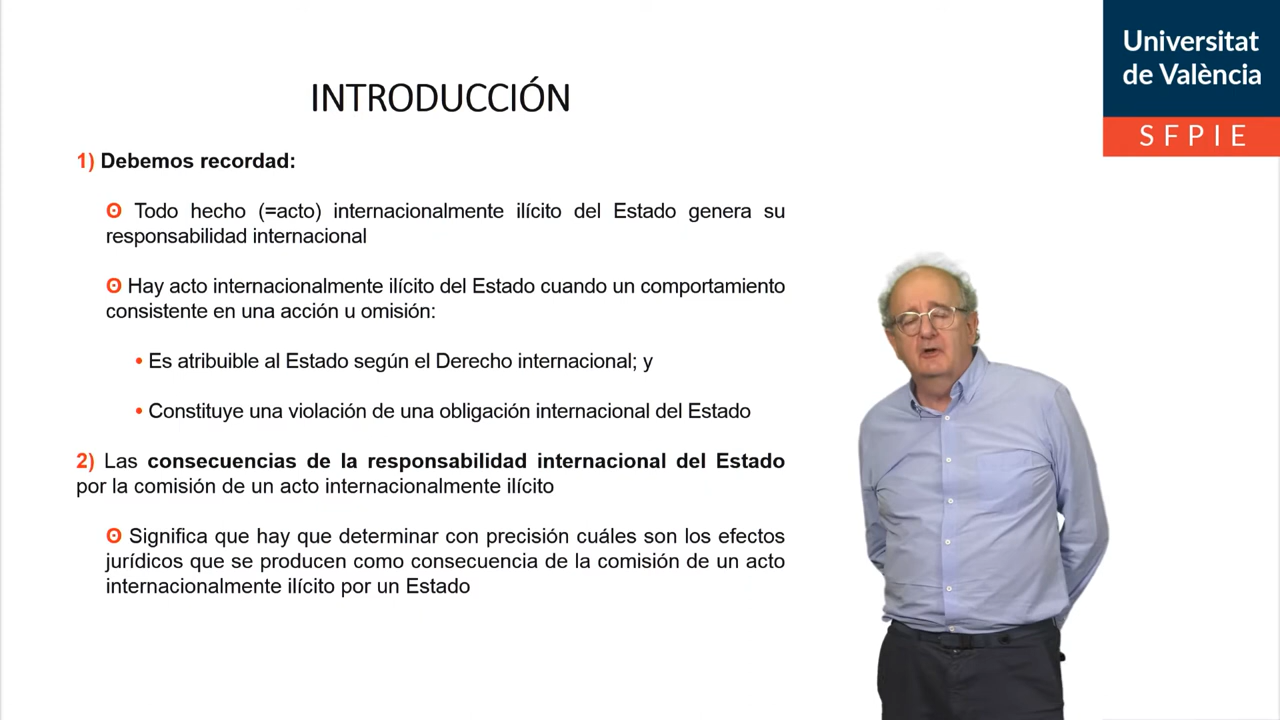 Universitat
de València
SFPIE
INTRODUCCIÓN
1) Debemos recordad:
ʘ Todo hecho (=acto) internacionalmente ilícito del Estado genera su
responsabilidad internacional
ʘ Hay acto internacionalmente ilícito del Estado cuando un comportamiento
consistente en una acción u omisión:
• Es atribuible al Estado según el Derecho internacional; y
• Constituye una violación de una obligación internacional del Estado
2) Las consecuencias de la responsabilidad internacional del Estado
por la comisión de un acto internacionalmente ilícito
ʘ Significa que hay que determinar con precisión cuáles son los efectos
jurídicos que se producen como consecuencia de la comisión de un acto
internacionalmente ilícito por un Estado